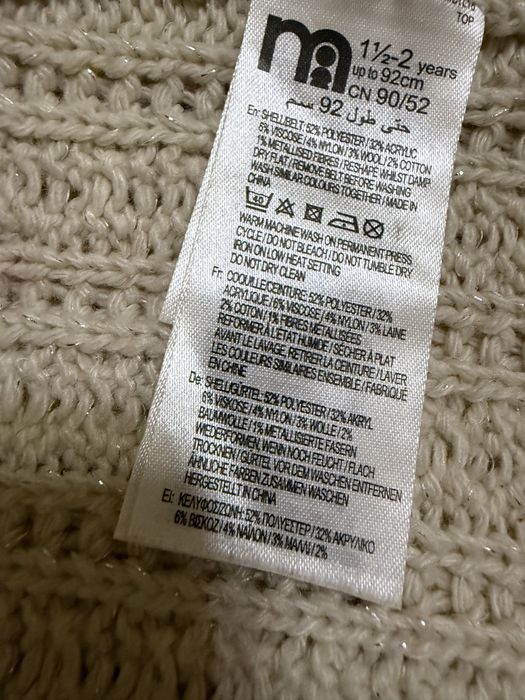 TOP
m
1½-2 years
up to 92cm
CN 90/52
حتى طول 92 سم
En: SHELL/BELT: 52% POLYESTER / 32% ACRYLIC
6% VISCOSE / 4% NYLON / 3% WOOL / 2% COTTON
1% METALLISED FIBRES / RESHAPE WHILST DAMP
DRY FLAT / REMOVE BELT BEFORE WASHING
WASH SIMILAR COLOURS TOGETHER / MADE IN
CHINA
40
WARM MACHINE WASH ON PERMANENT PRESS
CYCLE / DO NOT BLEACH / DO NOT TUMBLE DRY
IRON ON LOW HEAT SETTING
DO NOT DRY CLEAN
Fr: COQUILLE/CEINTURE: 52% POLYESTER / 32%
ACRYLIQUE / 6% VISCOSE / 4% NYLON / 3% LAINE
2% COTON / 1% FIBRES METALLISÉES
REFORMER À L'ÉTAT HUMIDE / SÉCHER À PLAT
AVANT LE LAVAGE, RETIRER LA CEINTURE / LAVER
LES COULEURS SIMILAIRES ENSEMBLE / FABRIQUÉ
EN CHINE
De: SHELL/GÜRTEL: 52% POLYESTER / 32% AKRYL
6% VISKOSE / 4% NYLON / 3% WOLLE / 2%
BAUMWOLLE / 1% METALLISIERTE FASERN
WIEDERFORMEN, WENN NOCH FEUCHT / FLACH
TROCKNEN / GÜRTEL VOR DEM WASCHEN ENTFERNEN
ÄHNLICHE FARBEN ZUSAMMEN WASCHEN
HERGESTELLT IN CHINA
El: ΚΕΛΥΦΟΣ/ΖΩΝΗ: 52% ΠΟΛΥΕΣΤΕΡ / 32% ΑΚΡΥΛΙΚΟ
6% ΒΙΣΚΟΖ / 4% ΝΑΪΛΟΝ / 3% ΜΑΛΛΙ / 2%